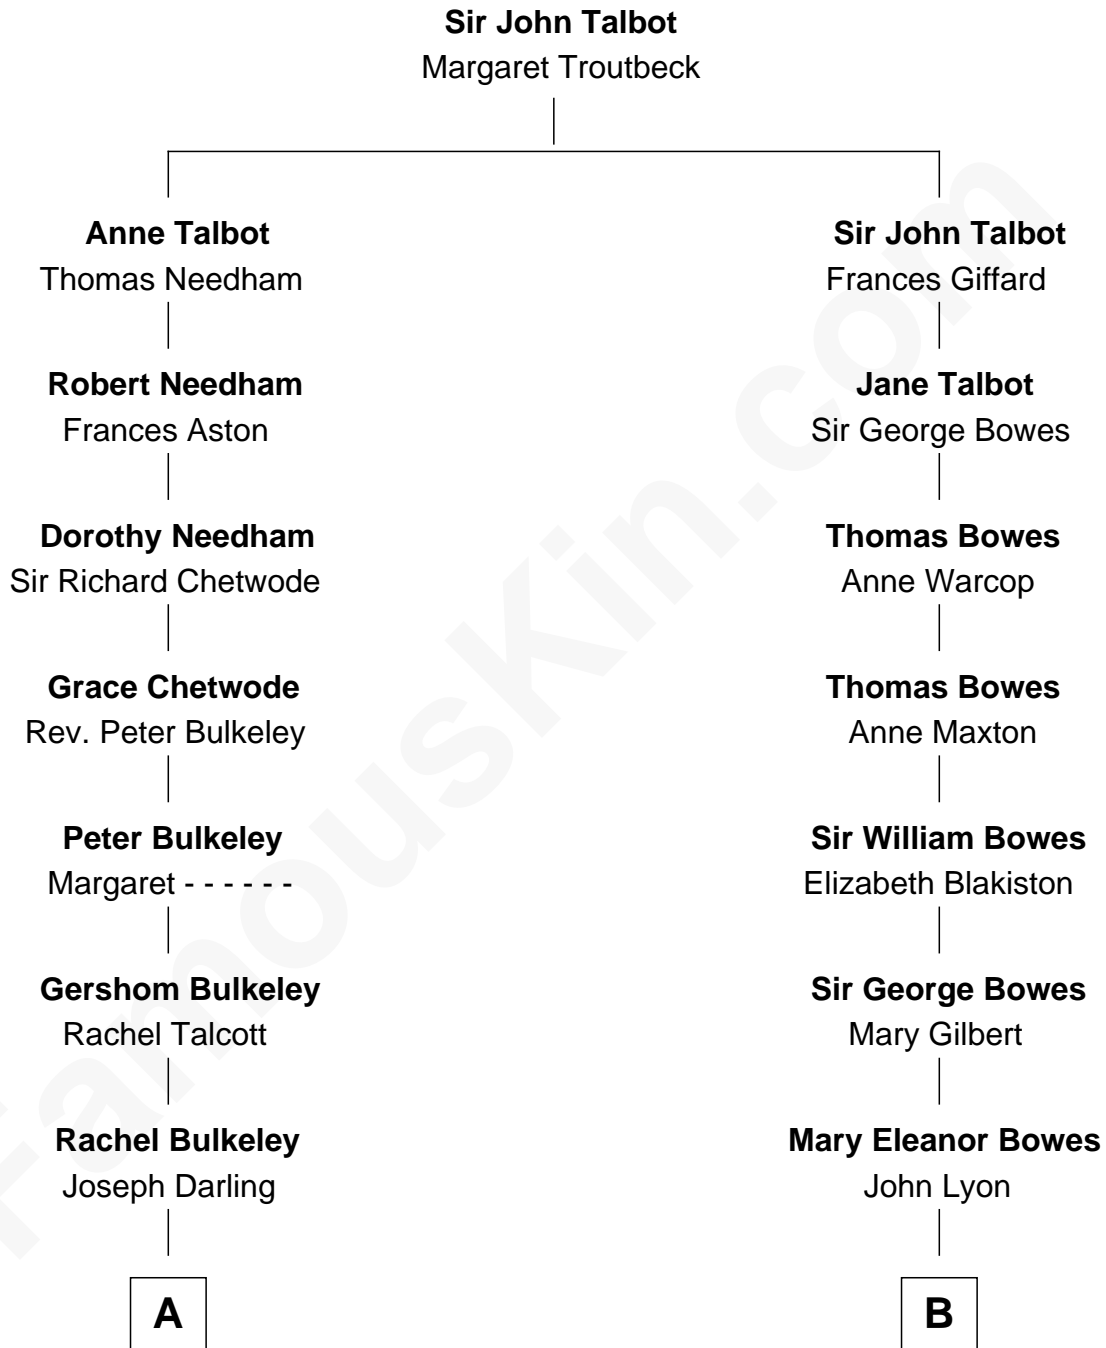 Sir John Talbot
Margaret Troutbeck
Anne Talbot
Thomas Needham
Sir John Talbot
Frances Giffard
Robert Needham
Frances Aston
Jane Talbot
Sir George Bowes
Dorothy Needham
Sir Richard Chetwode
Thomas Bowes
Anne Warcop
Grace Chetwode
Rev. Peter Bulkeley
Thomas Bowes
Anne Maxton
Peter Bulkeley
Margaret - - - - - -
Sir William Bowes
Elizabeth Blakiston
Gershom Bulkeley
Rachel Talcott
Sir George Bowes
Mary Gilbert
Rachel Bulkeley
Joseph Darling
Mary Eleanor Bowes
John Lyon
A
B
FamousKin.com